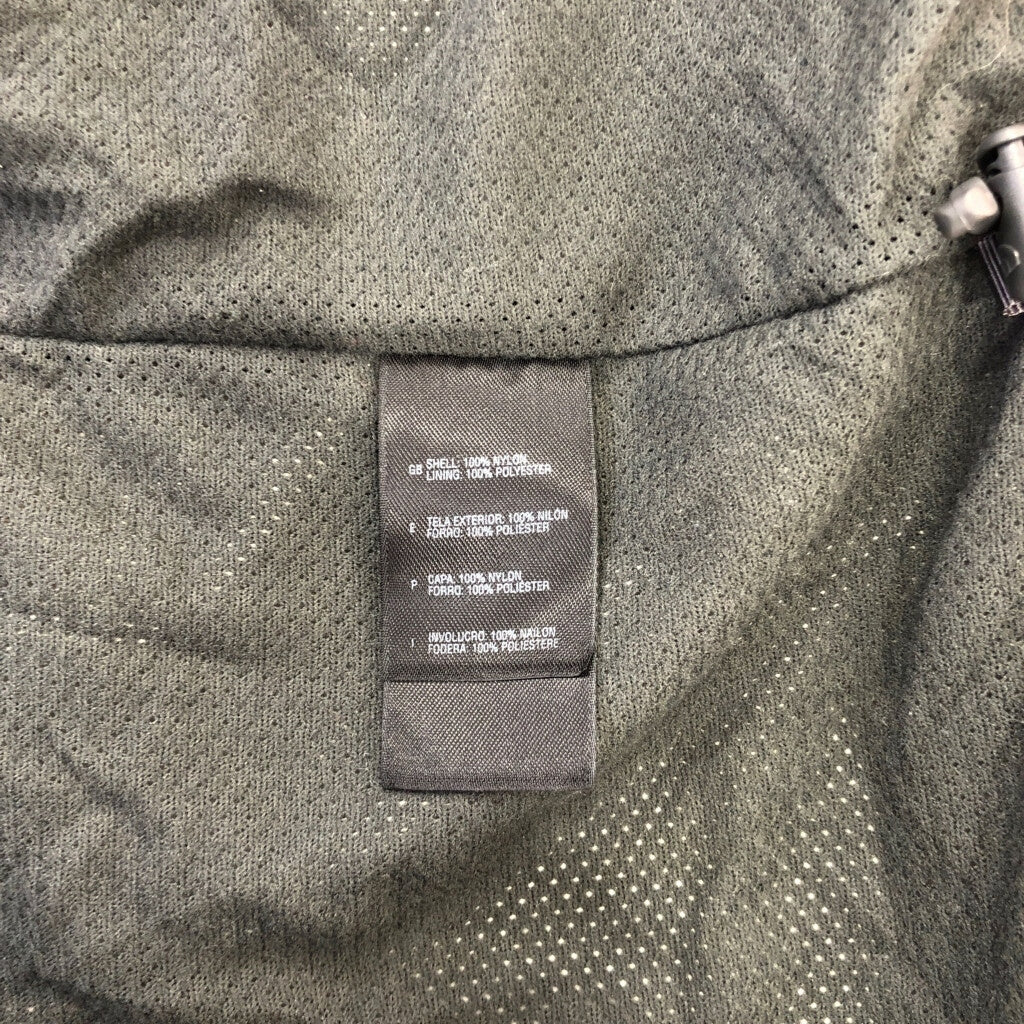 GB SHELL: 100% NYLON
LINING: 100% POLYESTER
E TELA EXTERIOR: 100% NILÓN
FORRO: 100% POLIÉSTER
P CAPA: 100% NYLON
FORRO: 100% POLIÉSTER
I INVOLUCRO: 100% NAILON
FODERA: 100% POLIESTERE